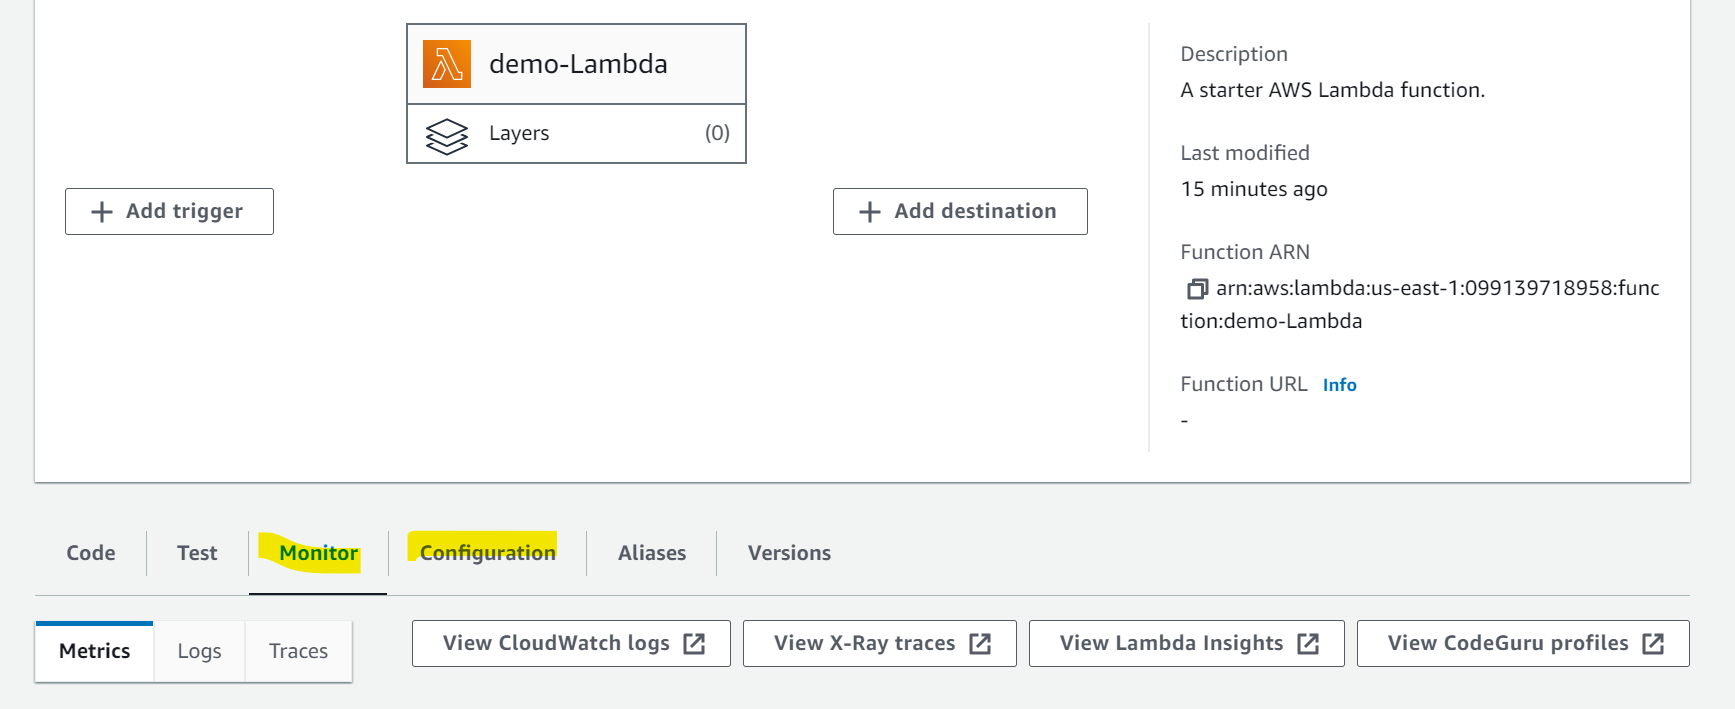 demo-Lambda
Layers (0)
+ Add trigger
+ Add destination
Description
A starter AWS Lambda function.
Last modified
15 minutes ago
Function ARN
arn:aws:lambda:us-east-1:099139718958:func
tion:demo-Lambda
Function URL Info
-
Code Test Monitor Configuration Aliases Versions
Metrics Logs Traces View CloudWatch logs View X-Ray traces View Lambda Insights View CodeGuru profiles